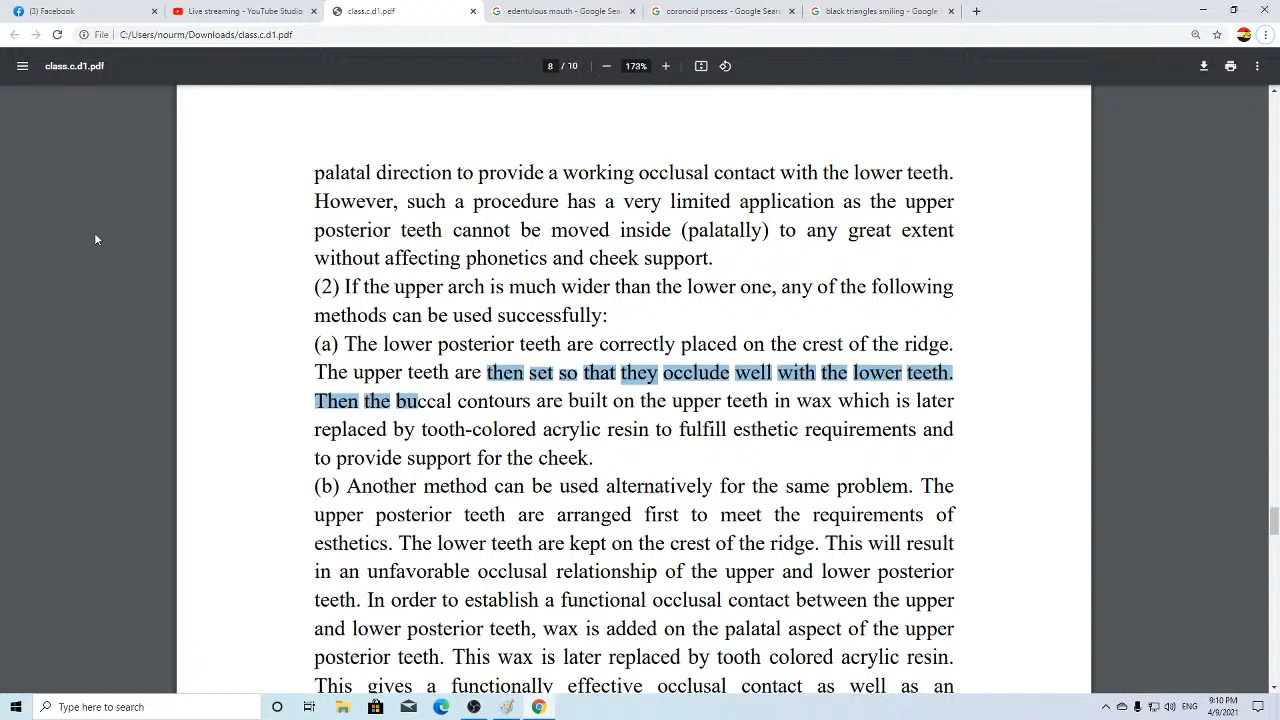 (3) Facebook
Live streaming - YouTube Studio
class.c.d1.pdf
edentulous mouth - Google Sear
coronoid process - Google Searc
black triangles smiling - Google
File
C:/Users/nourm/Downloads/class.c.d1.pdf
class.c.d1.pdf
8 / 10
173%
palatal direction to provide a working occlusal contact with the lower teeth.
However, such a procedure has a very limited application as the upper
posterior teeth cannot be moved inside (palatally) to any great extent
without affecting phonetics and cheek support.
(2) If the upper arch is much wider than the lower one, any of the following
methods can be used successfully:
(a) The lower posterior teeth are correctly placed on the crest of the ridge.
The upper teeth are then set so that they occlude well with the lower teeth.
Then the buccal contours are built on the upper teeth in wax which is later
replaced by tooth-colored acrylic resin to fulfill esthetic requirements and
to provide support for the cheek.
(b) Another method can be used alternatively for the same problem. The
upper posterior teeth are arranged first to meet the requirements of
esthetics. The lower teeth are kept on the crest of the ridge. This will result
in an unfavorable occlusal relationship of the upper and lower posterior
teeth. In order to establish a functional occlusal contact between the upper
and lower posterior teeth, wax is added on the palatal aspect of the upper
posterior teeth. This wax is later replaced by tooth colored acrylic resin.
This gives a functionally effective occlusal contact as well as an
Type here to search
ENG
9:10 PM
4/9/2021